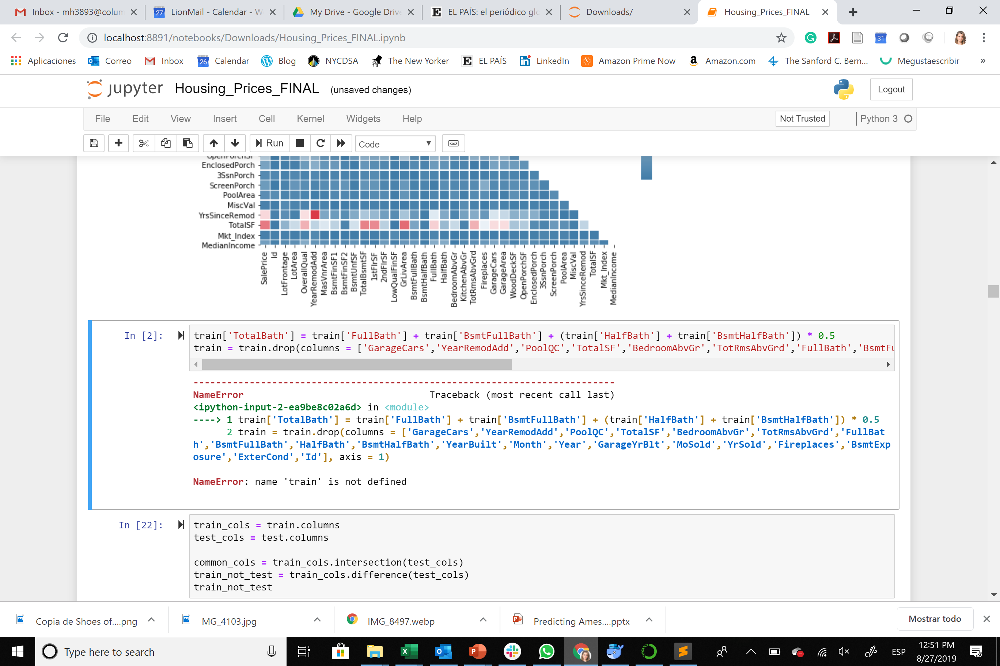 Inbox - mh3893@colum
LionMail - Calendar - W
My Drive - Google Drive
EL PAÍS: el periódico glo
Downloads/
Housing_Prices_FINAL
localhost:8891/notebooks/Downloads/Housing_Prices_FINAL.ipynb
Aplicaciones
Correo
Inbox
Calendar
Blog
NYCDSA
The New Yorker
EL PAÍS
LinkedIn
Amazon Prime Now
Amazon.com
The Sanford C. Bern...
Megustaescribir
»
jupyter Housing_Prices_FINAL (unsaved changes)
Logout
File Edit View Insert Cell Kernel Widgets Help
Not Trusted
Python 3
Run
Code
OpenPorchSF
EnclosedPorch
3SsnPorch
ScreenPorch
PoolArea
MiscVal
YrsSinceRemod
TotalSF
Mkt_Index
MedianIncome
SalePrice
Id
LotFrontage
LotArea
OverallQual
YearRemodAdd
MasVnrArea
BsmtFinSF1
BsmtFinSF2
BsmtUnfSF
TotalBsmtSF
1stFlrSF
2ndFlrSF
LowQualFinSF
GrLivArea
BsmtFullBath
BsmtHalfBath
FullBath
HalfBath
BedroomAbvGr
KitchenAbvGr
TotRmsAbvGrd
Fireplaces
GarageCars
GarageArea
WoodDeckSF
OpenPorchSF
EnclosedPorch
3SsnPorch
ScreenPorch
PoolArea
MiscVal
YrsSinceRemod
TotalSF
Mkt_Index
MedianIncome
In [2]:
train['TotalBath'] = train['FullBath'] + train['BsmtFullBath'] + (train['HalfBath'] + train['BsmtHalfBath']) * 0.5
train = train.drop(columns = ['GarageCars','YearRemodAdd','PoolQC','TotalSF','BedroomAbvGr','TotRmsAbvGrd','FullBath','BsmtFu
---------------------------------------------------------------------------
NameError Traceback (most recent call last)
<ipython-input-2-ea9be8c02a6d> in <module>
----> 1 train['TotalBath'] = train['FullBath'] + train['BsmtFullBath'] + (train['HalfBath'] + train['BsmtHalfBath']) * 0.5
2 train = train.drop(columns = ['GarageCars','YearRemodAdd','PoolQC','TotalSF','BedroomAbvGr','TotRmsAbvGrd','FullBat
h','BsmtFullBath','HalfBath','BsmtHalfBath','YearBuilt','Month','Year','GarageYrBlt','MoSold','YrSold','Fireplaces','BsmtExp
osure','ExterCond','Id'], axis = 1)
NameError: name 'train' is not defined
In [22]:
train_cols = train.columns
test_cols = test.columns
common_cols = train_cols.intersection(test_cols)
train_not_test = train_cols.difference(test_cols)
train_not_test
Copia de Shoes of....png
MG_4103.jpg
IMG_8497.webp
Predicting Ames....pptx
Mostrar todo
Type here to search
ESP
12:51 PM
8/27/2019